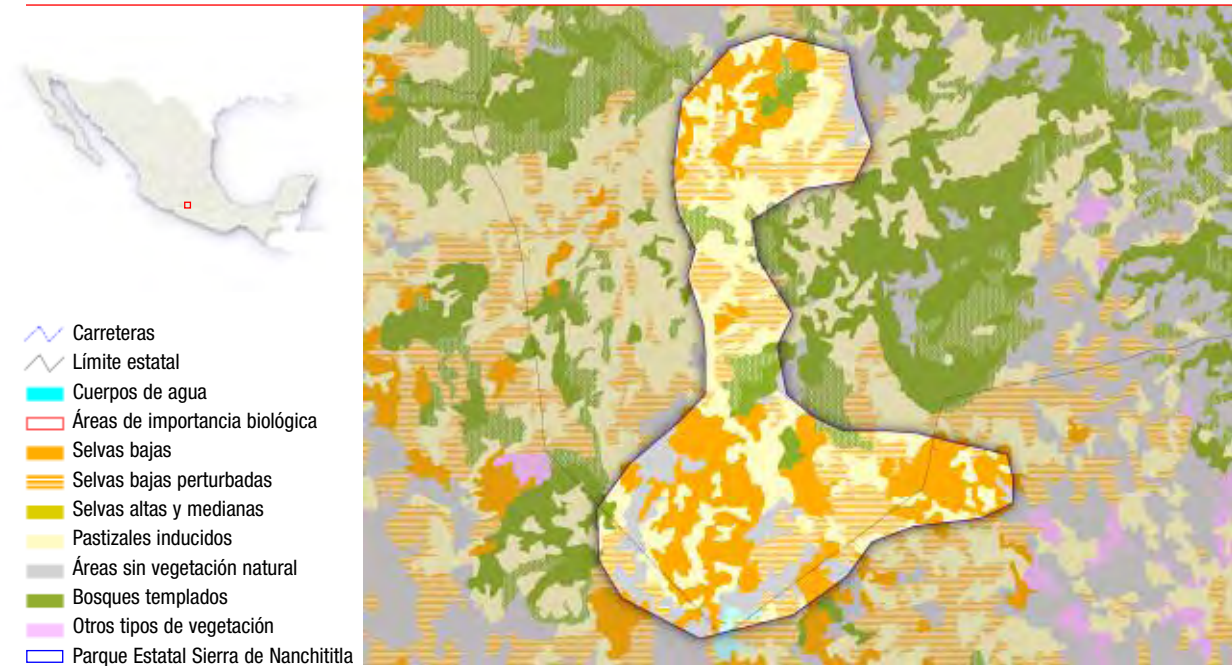 Carreteras
Límite estatal
Cuerpos de agua
Áreas de importancia biológica
Selvas bajas
Selvas bajas perturbadas
Selvas altas y medianas
Pastizales inducidos
Áreas sin vegetación natural
Bosques templados
Otros tipos de vegetación
Parque Estatal Sierra de Nanchititla